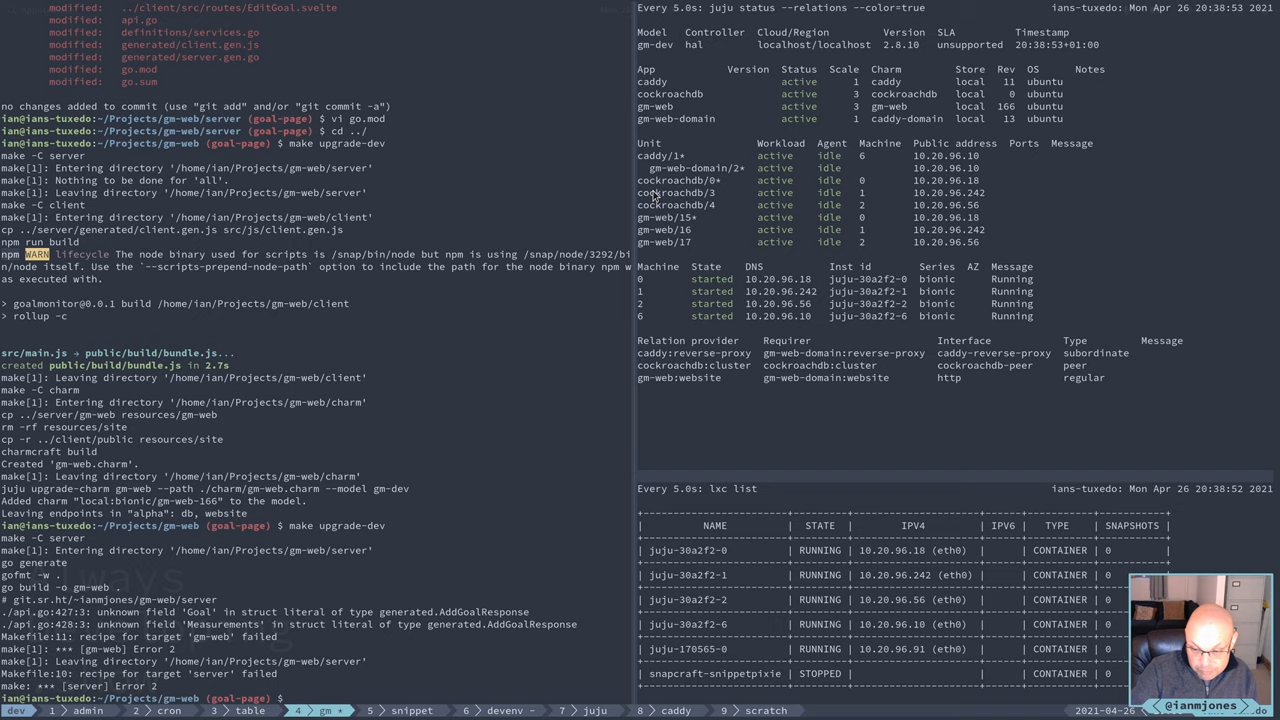 modified:   ../client/src/routes/EditGoal.svelte
modified:   api.go
modified:   definitions/services.go
modified:   generated/client.gen.js
modified:   generated/server.gen.go
modified:   go.mod
modified:   go.sum
no changes added to commit (use "git add" and/or "git commit -a")
ian@ians-tuxedo:~/Projects/gm-web/server (goal-page) $ vi go.mod
ian@ians-tuxedo:~/Projects/gm-web/server (goal-page) $ cd ../
ian@ians-tuxedo:~/Projects/gm-web (goal-page) $ make upgrade-dev
make -C server
make[1]: Entering directory '/home/ian/Projects/gm-web/server'
make[1]: Nothing to be done for 'all'.
make[1]: Leaving directory '/home/ian/Projects/gm-web/server'
make -C client
make[1]: Entering directory '/home/ian/Projects/gm-web/client'
cp ../server/generated/client.gen.js src/js/client.gen.js
npm run build
npm WARN lifecycle The node binary used for scripts is /snap/bin/node but npm is using /snap/node/3292/bi
n/node itself. Use the `--scripts-prepend-node-path` option to include the path for the node binary npm w
as executed with.
> goalmonitor@0.0.1 build /home/ian/Projects/gm-web/client
> rollup -c
src/main.js → public/build/bundle.js...
created public/build/bundle.js in 2.7s
make[1]: Leaving directory '/home/ian/Projects/gm-web/client'
make -C charm
make[1]: Entering directory '/home/ian/Projects/gm-web/charm'
cp ../server/gm-web resources/gm-web
rm -rf resources/site
cp -r ../client/public resources/site
charmcraft build
Created 'gm-web.charm'.
make[1]: Leaving directory '/home/ian/Projects/gm-web/charm'
juju upgrade-charm gm-web --path ./charm/gm-web.charm --model gm-dev
Added charm "local:bionic/gm-web-166" to the model.
Leaving endpoints in "alpha": db, website
ian@ians-tuxedo:~/Projects/gm-web (goal-page) $ make upgrade-dev
make -C server
make[1]: Entering directory '/home/ian/Projects/gm-web/server'
go generate
gofmt -w .
go build -o gm-web .
# git.sr.ht/~ianmjones/gm-web/server
./api.go:427:3: unknown field 'Goal' in struct literal of type generated.AddGoalResponse
./api.go:428:3: unknown field 'Measurements' in struct literal of type generated.AddGoalResponse
Makefile:11: recipe for target 'gm-web' failed
make[1]: *** [gm-web] Error 2
make[1]: Leaving directory '/home/ian/Projects/gm-web/server'
Makefile:10: recipe for target 'server' failed
make: *** [server] Error 2
ian@ians-tuxedo:~/Projects/gm-web (goal-page) $
Every 5.0s: juju status --relations --color=true    ians-tuxedo: Mon Apr 26 20:38:53 2021
Model   Controller  Cloud/Region         Version  SLA          Timestamp
gm-dev  hal         localhost/localhost  2.8.10   unsupported  20:38:53+01:00
App            Version  Status  Scale  Charm         Store  Rev  OS      Notes
caddy                   active      1  caddy         local   11  ubuntu
cockroachdb             active      3  cockroachdb   local    0  ubuntu
gm-web                  active      3  gm-web        local  166  ubuntu
gm-web-domain           active      1  caddy-domain  local   13  ubuntu
Unit                Workload  Agent  Machine  Public address  Ports  Message
caddy/1*            active    idle   6        10.20.96.10
gm-web-domain/2*  active    idle            10.20.96.10
cockroachdb/0*      active    idle   0        10.20.96.18
cockroachdb/3       active    idle   1        10.20.96.242
cockroachdb/4       active    idle   2        10.20.96.56
gm-web/15*          active    idle   0        10.20.96.18
gm-web/16           active    idle   1        10.20.96.242
gm-web/17           active    idle   2        10.20.96.56
Machine  State    DNS           Inst id        Series  AZ  Message
0        started  10.20.96.18   juju-30a2f2-0  bionic      Running
1        started  10.20.96.242  juju-30a2f2-1  bionic      Running
2        started  10.20.96.56   juju-30a2f2-2  bionic      Running
6        started  10.20.96.10   juju-30a2f2-6  bionic      Running
Relation provider    Requirer                     Interface            Type         Message
caddy:reverse-proxy  gm-web-domain:reverse-proxy  caddy-reverse-proxy  subordinate
cockroachdb:cluster  cockroachdb:cluster          cockroachdb-peer     peer
gm-web:website       gm-web-domain:website        http                 regular
Every 5.0s: lxc list    ians-tuxedo: Mon Apr 26 20:38:52 2021
| NAME | STATE | IPV4 | IPV6 | TYPE | SNAPSHOTS |
| juju-30a2f2-0 | RUNNING | 10.20.96.18 (eth0) | | CONTAINER | 0 |
| juju-30a2f2-1 | RUNNING | 10.20.96.242 (eth0) | | CONTAINER | 0
| juju-30a2f2-2 | RUNNING | 10.20.96.56 (eth0) | | CONTAINER | 0
| juju-30a2f2-6 | RUNNING | 10.20.96.10 (eth0) | | CONTAINER | 0
| juju-170565-0 | RUNNING | 10.20.96.91 (eth0) | | CONTAINER | 0
| snapcraft-snippetpixie | STOPPED | | | CONTAINER | 0
dev  1 admin  2 cron  3 table  4 gm *  5 snippet  6 devenv -  7 juju  8 caddy  9 scratch  2021-04-26
<@ianmjones>